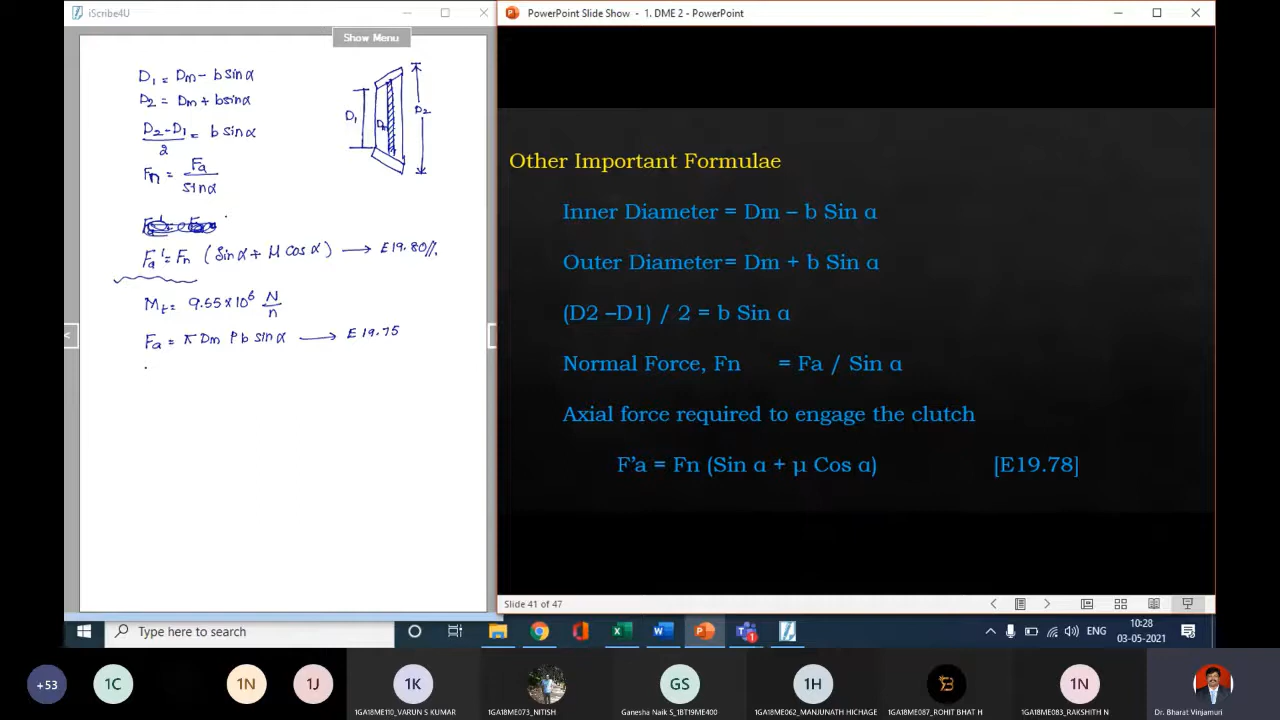 iScribe4U
Show Menu
D1 = Dm - b sin α
D2 = Dm + b sin α
D2 - D1 / 2 = b sin α
Fn = Fa / sin α
Fa' = Fn (Sin α + μ Cos α) → E19.80//.
Mt = 9.55 × 10^6 N/n
Fa = π Dm P b sin α → E 19.75
D1
Dm
D2
PowerPoint Slide Show - 1. DME 2 - PowerPoint
Other Important Formulae
Inner Diameter = Dm – b Sin α
Outer Diameter= Dm + b Sin α
(D2 –D1) / 2 = b Sin α
Normal Force, Fn = Fa / Sin α
Axial force required to engage the clutch
F’a = Fn (Sin α + μ Cos α) [E19.78]
Slide 41 of 47
Type here to search
ENG
10:28
03-05-2021
+53
1C
1N
1J
1K
1GA18ME110_VARUN S KUMAR
1GA18ME073_NITISH
GS
Ganesha Naik S_1BT19ME400
1H
1GA18ME062_MANJUNATH HICHAGE
1GA18ME087_ROHIT BHAT H
1N
1GA18ME083_RAKSHITH N
Dr. Bharat Vinjamuri